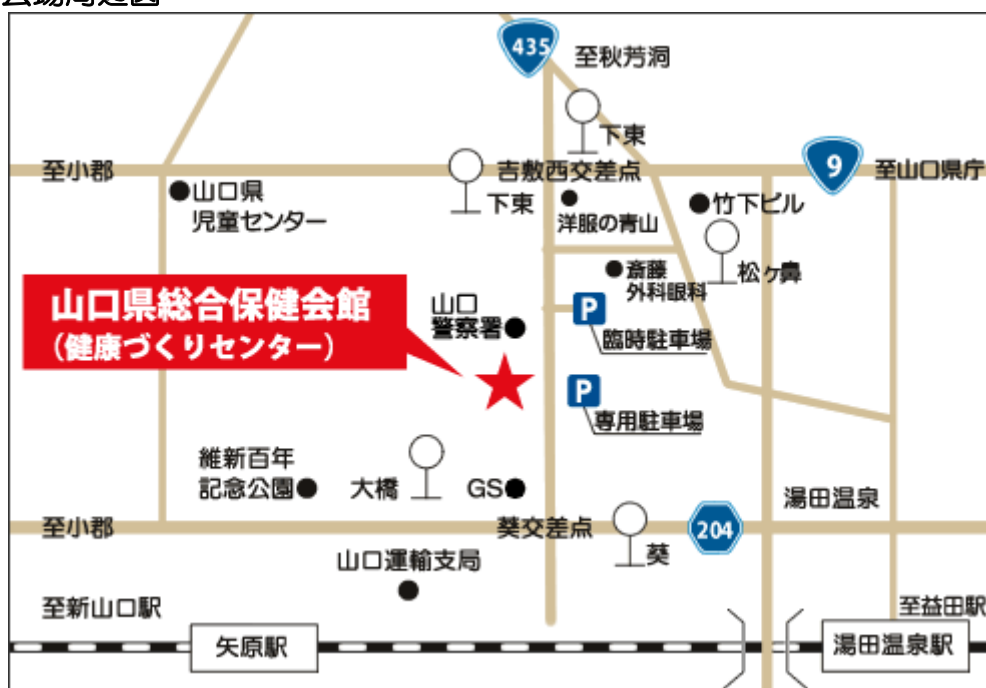 会場周辺図
435
至秋芳洞
下東
至小郡
吉敷西交差点
9
至山口県庁
山口県
児童センター
下東
洋服の青山
竹下ビル
斎藤
外科眼科
松ヶ鼻
山口県総合保健会館
(健康づくりセンター)
山口
警察署
P
臨時駐車場
P
専用駐車場
維新百年
記念公園
大橋
GS
湯田温泉
至小郡
葵交差点
葵
204
山口運輸支局
至新山口駅
至益田駅
矢原駅
湯田温泉駅